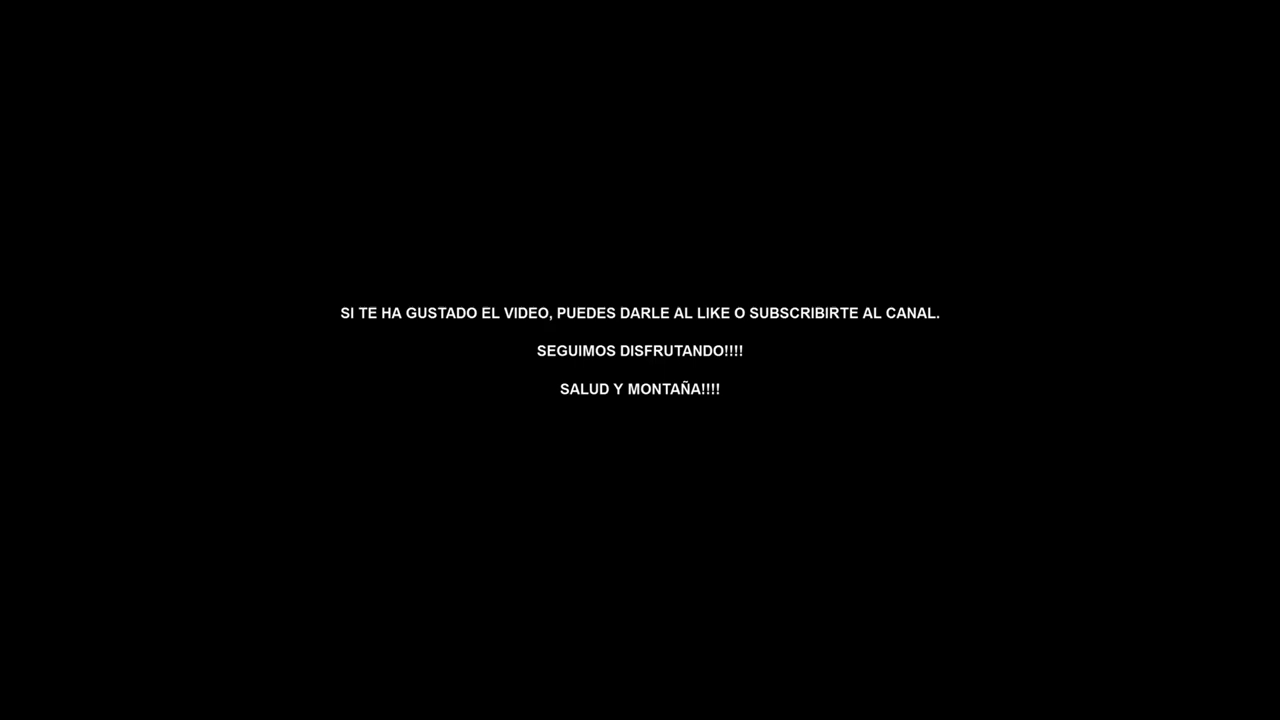 SI TE HA GUSTADO EL VIDEO, PUEDES DARLE AL LIKE O SUBSCRIBIRTE AL CANAL.
SEGUIMOS DISFRUTANDO!!!!
SALUD Y MONTAÑA!!!!